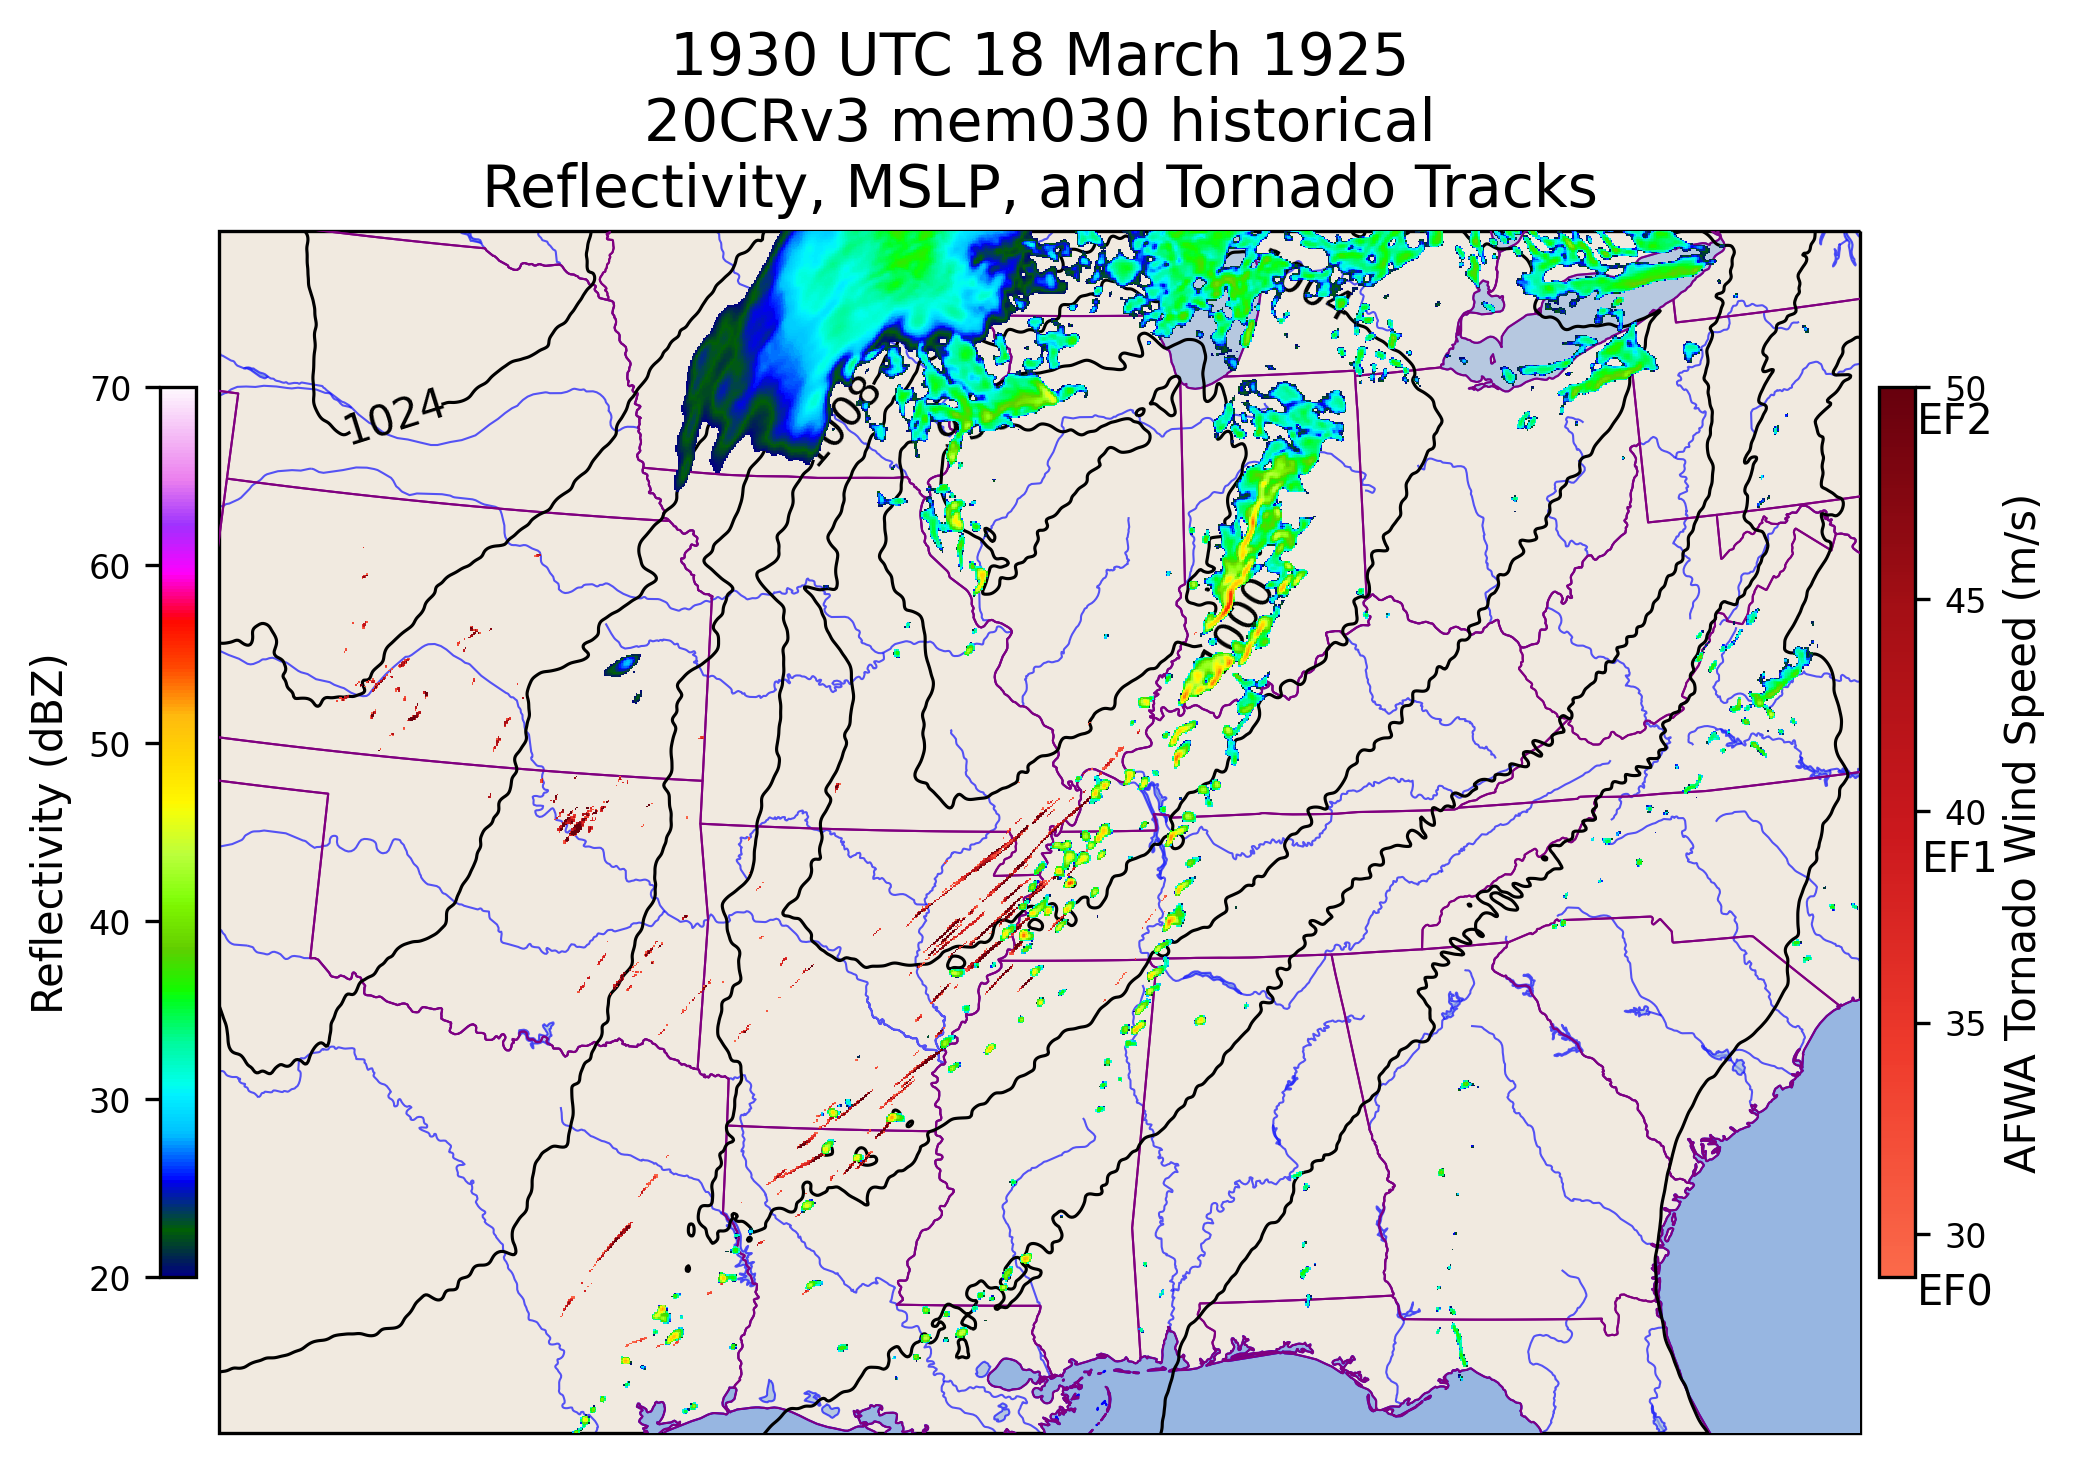 1930 UTC 18 March 1925
20CRv3 mem030 historical
Reflectivity, MSLP, and Tornado Tracks
Reflectivity (dBZ)
70
60
50
40
30
20
1024
1008
1000
50
EF2
45
40
EF1
35
30
EF0
AFWA Tornado Wind Speed (m/s)